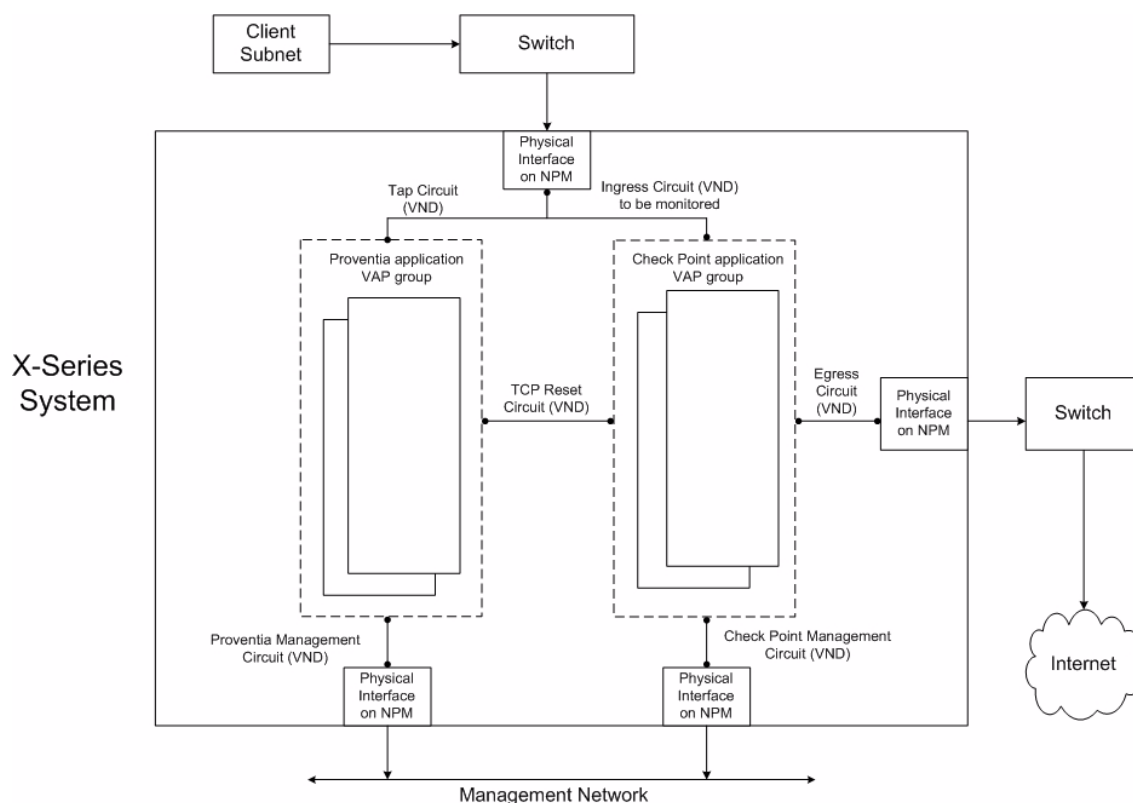 Client
Subnet
Switch
Physical
Interface
on NPM
Tap Circuit
(VND)
Ingress Circuit (VND)
to be monitored
Proventia application
VAP group
Check Point application
VAP group
X-Series
System
TCP Reset
Circuit (VND)
Egress
Circuit
(VND)
Physical
Interface
on NPM
Switch
Proventia Management
Circuit (VND)
Check Point Management
Circuit (VND)
Internet
Physical
Interface
on NPM
Physical
Interface
on NPM
Management Network